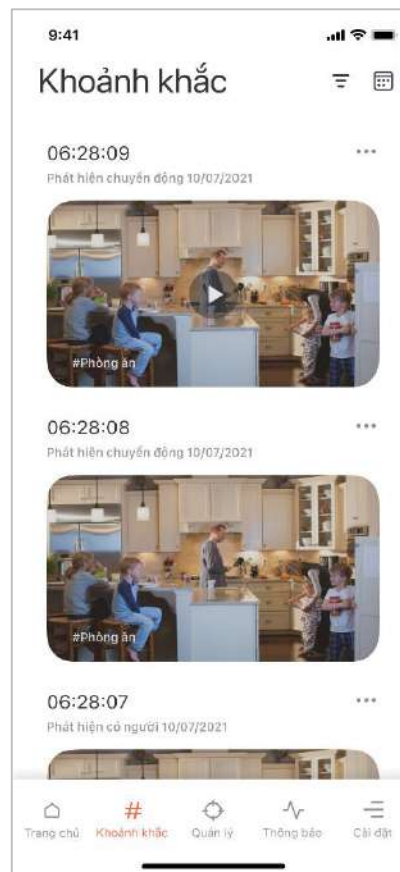 9:41
Khoảnh khắc
06:28:09
Phát hiện chuyển động 10/07/2021
#Phòng ăn
06:28:08
Phát hiện chuyển động 10/07/2021
#Phòng ăn
06:28:07
Phát hiện có người 10/07/2021
Trang chủ Khoảnh khắc Quản lý Thông báo Cài đặt